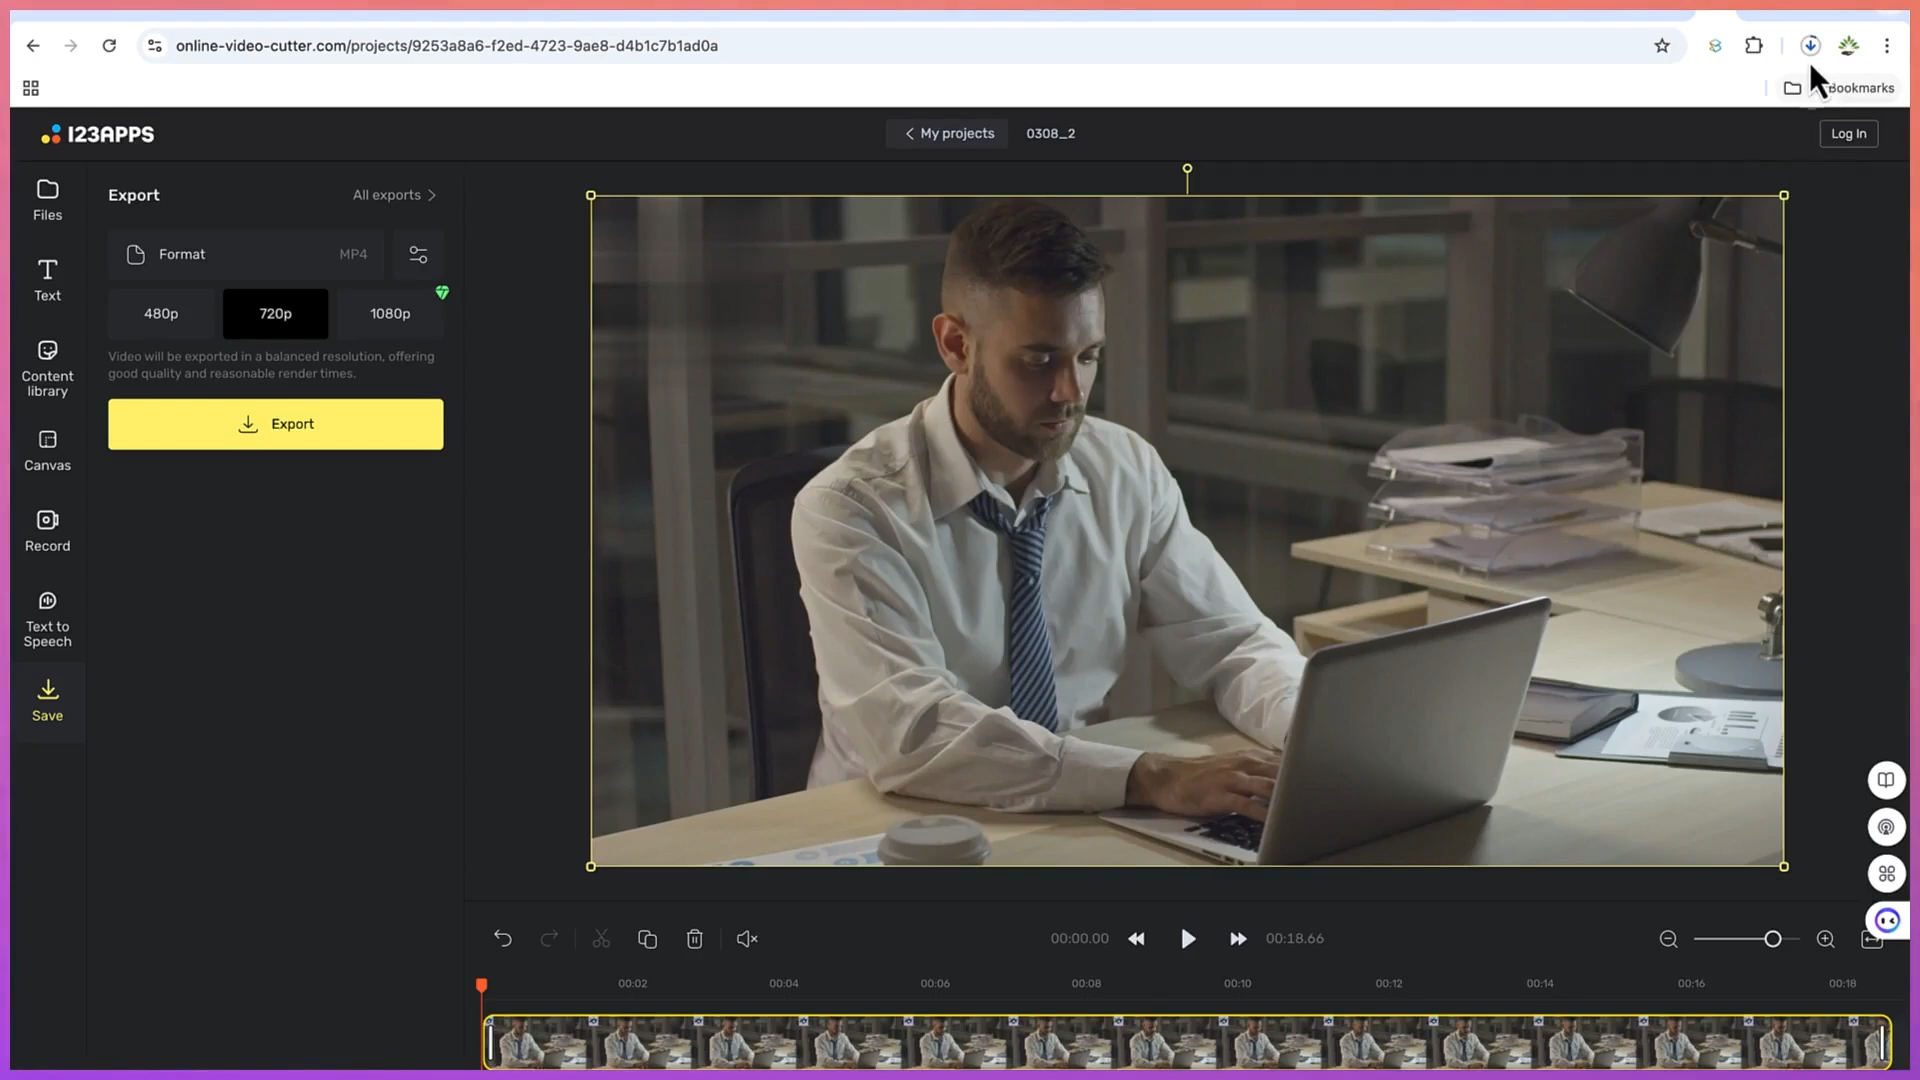 online-video-cutter.com/projects/9253a8a6-f2ed-4723-9ae8-d4b1c7b1ad0a
Bookmarks
123APPS
My projects
0308_2
Log In
Files
Text
Content
library
Canvas
Record
Text to
Speech
Save
Export
All exports
Format
MP4
480p
720p
1080p
Video will be exported in a balanced resolution, offering
good quality and reasonable render times.
Export
00:00.00
00:18.66
00:02
00:04
00:06
00:08
00:10
00:12
00:14
00:16
00:18